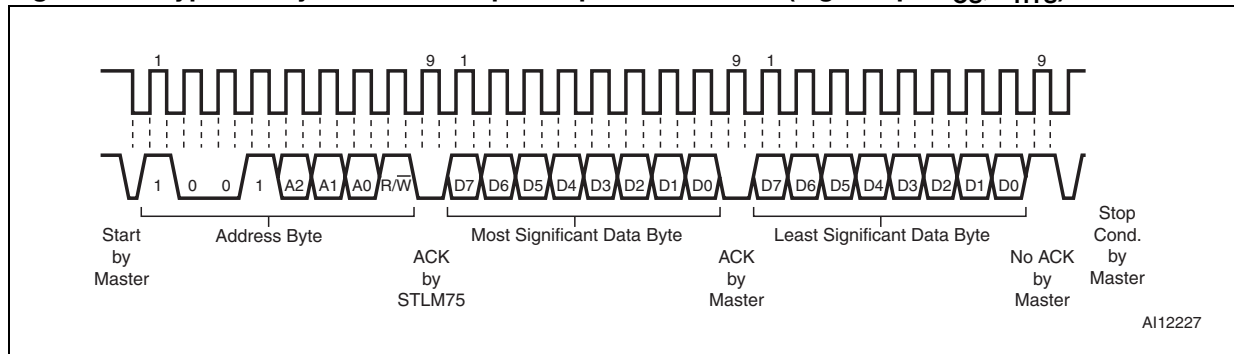 1 9 1 9 1 9
1 0 0 1 A2 A1 A0 R/W D7 D6 D5 D4 D3 D2 D1 D0 D7 D6 D5 D4 D3 D2 D1 D0
Address Byte
Most Significant Data Byte
Least Significant Data Byte
Start
by
Master
ACK
by
STLM75
ACK
by
Master
No ACK
by
Master
Stop
Cond.
by
Master
AI12227